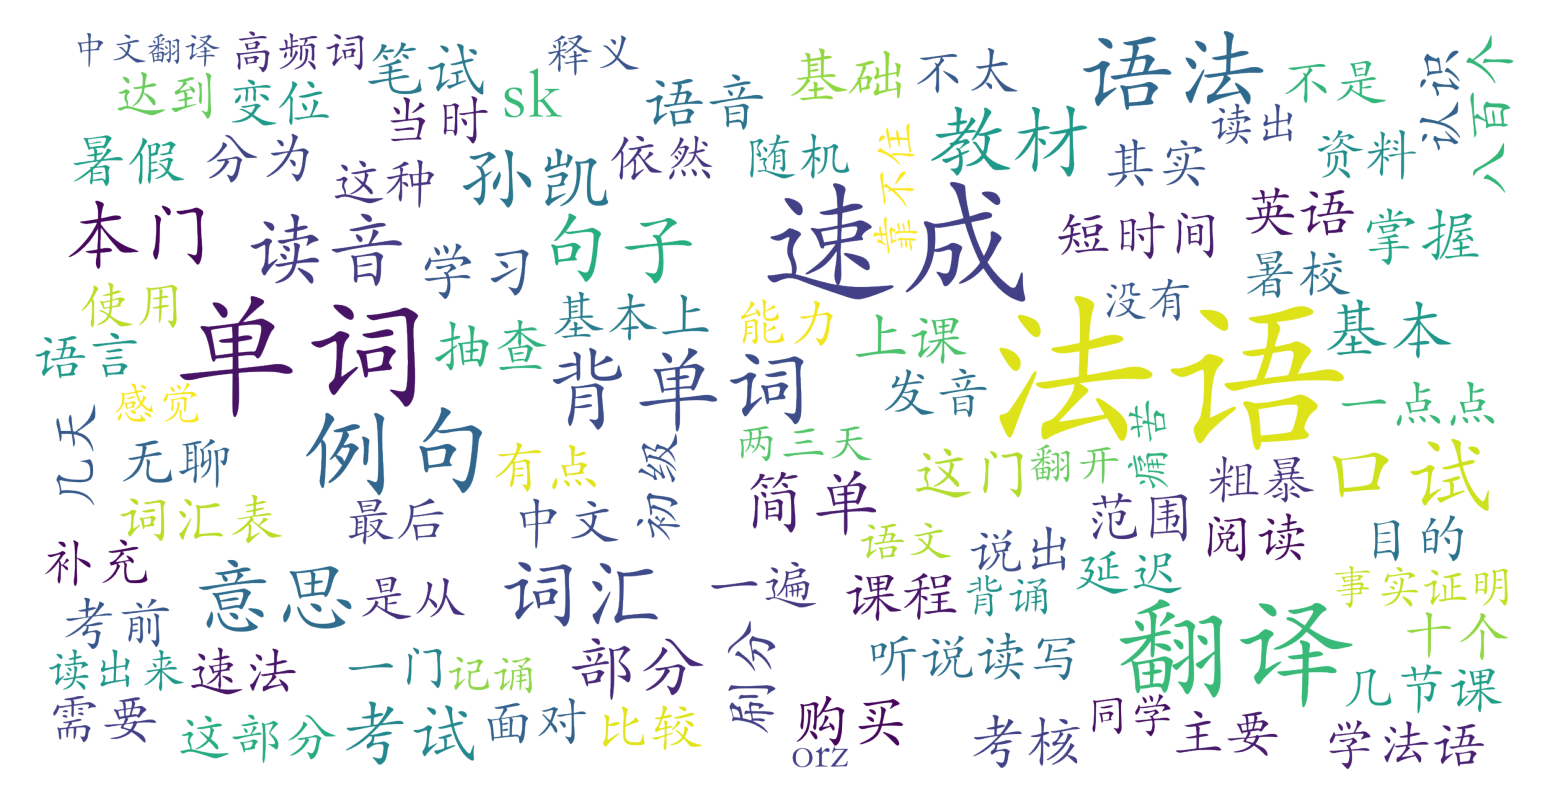 中文翻译
高频词
笔试
释义
达到
变位
当时
sk
语音
基础
不太
语法
不是
认识
八百个
暑假
分为
这种
孙凯
依然
随机
靠不住
教材
其实
读出
资料
本门
读音
学习
句子
速成
短时间
英语
掌握
使用
语言
单词
抽查
基本上
能力
上课
没有
暑校
基本
感觉
几天
无聊
例句
有点
初级
背单词
两三天
发音
法语
痛苦
一点点
词汇表
最后
中文
简单
这门
翻开
粗暴
口试
补充
语文
说出
范围
阅读
目的
考前
意思
是从
词汇
一遍
课程
背诵
延迟
事实证明
读出来
速法
一门
记诵
部分
刷分
听说读写
翻译
十个
几节课
需要
这部分
考试
面对
比较
购买
orz
考核
同学
主要
学法语